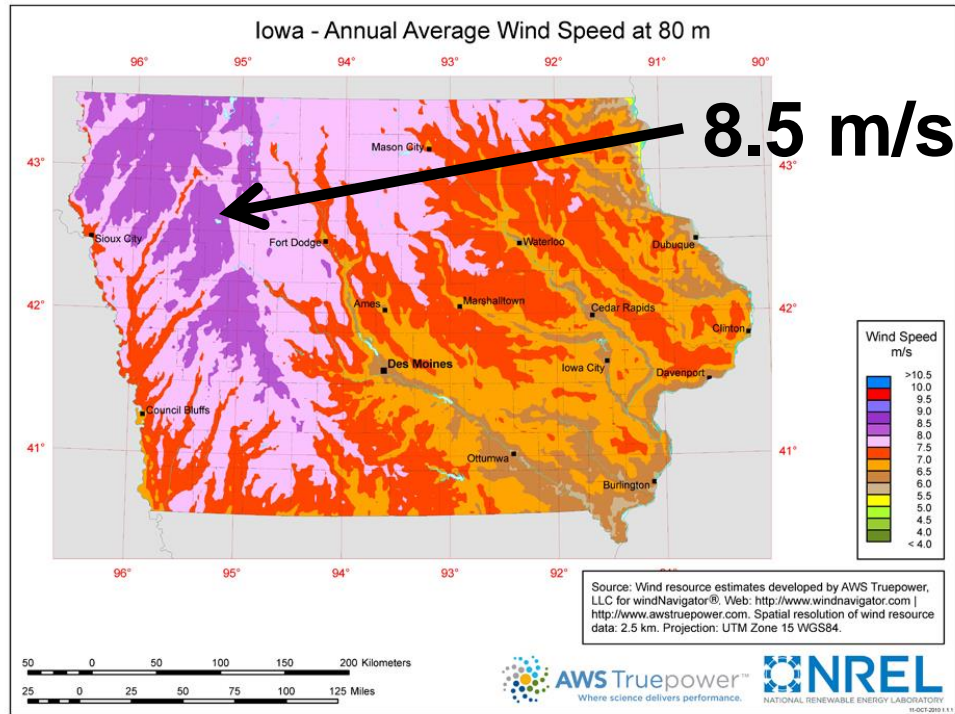 Iowa - Annual Average Wind Speed at 80 m
96° 95° 94° 93° 92° 91° 90°
8.5 m/s
Mason City
43° 43°
Sioux City
Fort Dodge
Waterloo
Dubuque
42° 42°
Ames
Marshalltown
Cedar Rapids
Clinton
Des Moines
Iowa City
Davenport
Council Bluffs
41° 41°
Ottumwa
Burlington
96° 95° 94° 93° 92°
Wind Speed
m/s
>10.5
10.0
9.5
9.0
8.5
8.0
7.5
7.0
6.5
6.0
5.5
5.0
4.5
4.0
< 4.0
Source: Wind resource estimates developed by AWS Truepower,
LLC for windNavigator®. Web: http://www.windnavigator.com |
http://www.awstruepower.com. Spatial resolution of wind resource
data: 2.5 km. Projection: UTM Zone 15 WGS84.
50 0 50 100 150 200 Kilometers
25 0 25 50 75 100 125 Miles
AWS Truepower™
Where science delivers performance.
NREL
NATIONAL RENEWABLE ENERGY LABORATORY
11-OCT-2010 1.1.1